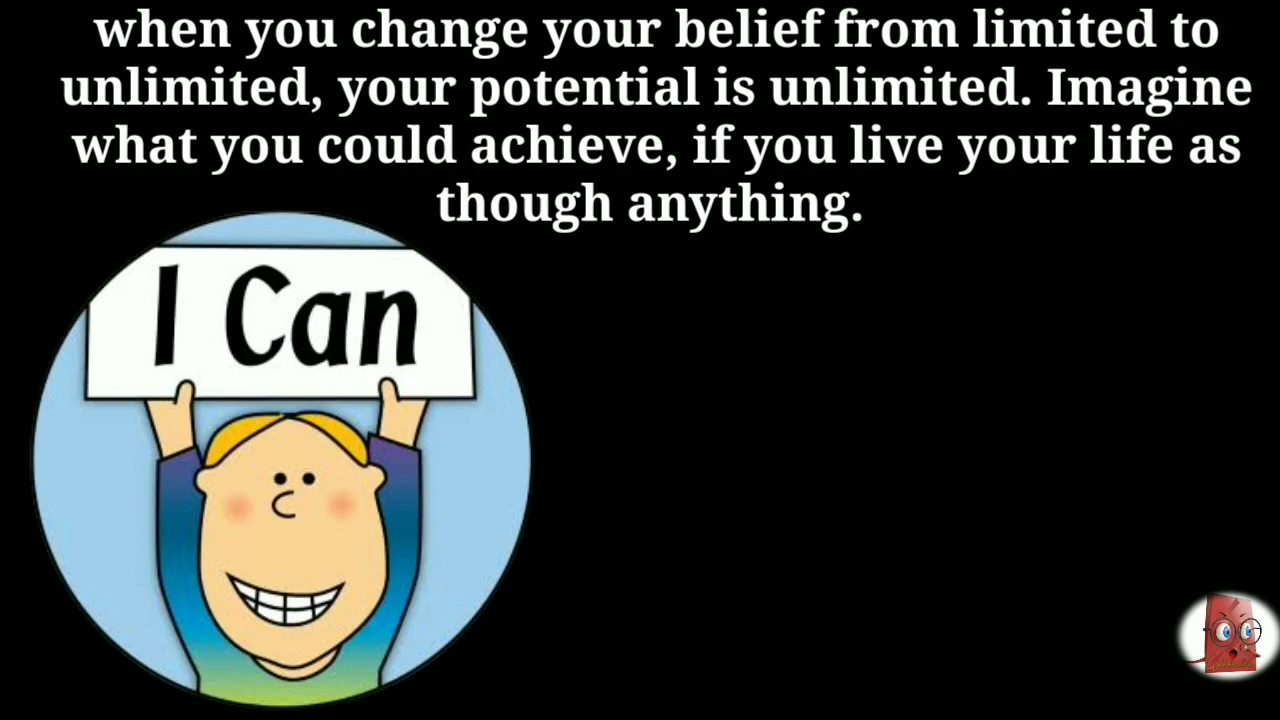 when you change your belief from limited to
unlimited, your potential is unlimited. Imagine
what you could achieve, if you live your life as
though anything.
I Can